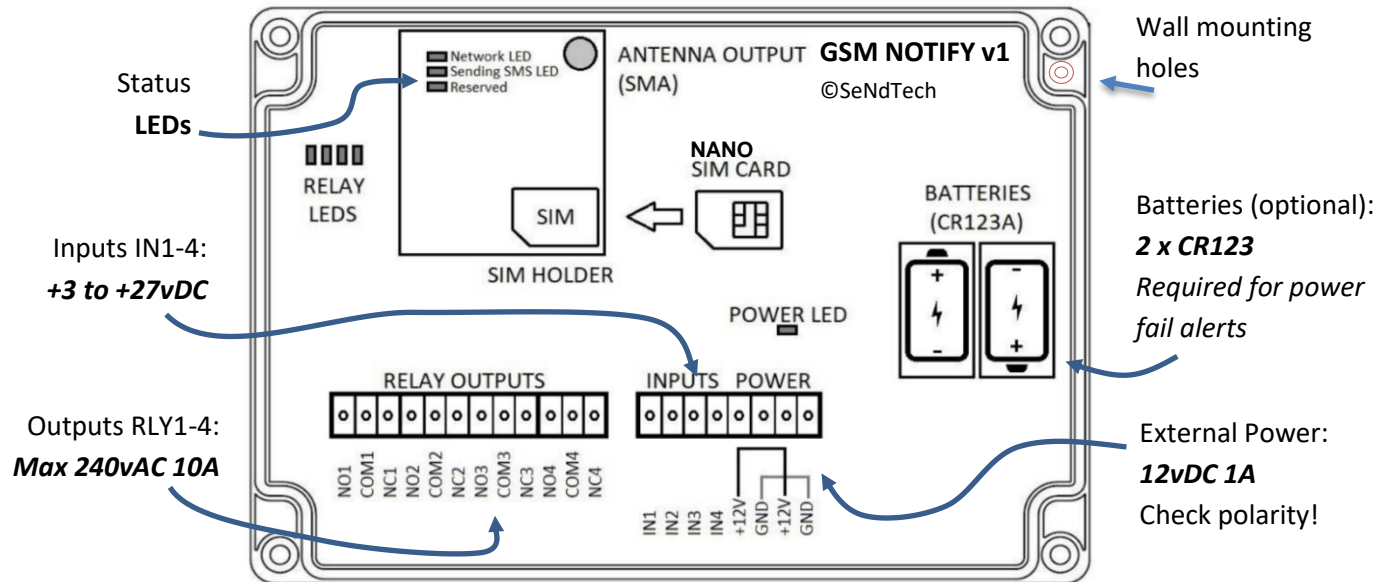 Status
LEDs
Inputs IN1-4:
+3 to +27vDC
Outputs RLY1-4:
Max 240vAC 10A
Network LED
Sending SMS LED
Reserved
ANTENNA OUTPUT
(SMA)
GSM NOTIFY v1
©SeNdTech
RELAY
LEDS
NANO
SIM CARD
SIM
SIM HOLDER
BATTERIES
(CR123A)
+
-
-
+
POWER LED
RELAY OUTPUTS
NO1
COM1
NC1
NO2
COM2
NC2
NO3
COM3
NC3
NO4
COM4
NC4
INPUTS POWER
IN1
IN2
IN3
IN4
+12V
GND
+12V
GND
Wall mounting
holes
Batteries (optional):
2 x CR123
Required for power
fail alerts
External Power:
12vDC 1A
Check polarity!